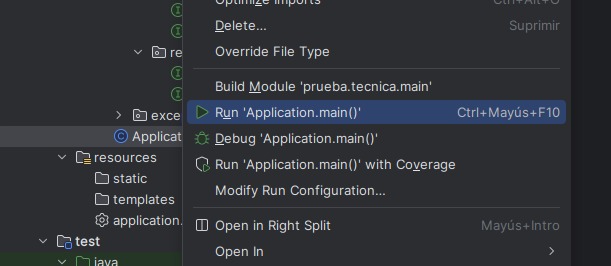 Optimize Imports
Delete... Suprimir
re
Override File Type
Build Module 'prueba.tecnica.main'
exce
Run 'Application.main()' Ctrl+Mayús+F10
Applicat
Debug 'Application.main()'
resources
Run 'Application.main()' with Coverage
static
Modify Run Configuration...
templates
application.
Open in Right Split Mayús+Intro
test
Open In
java